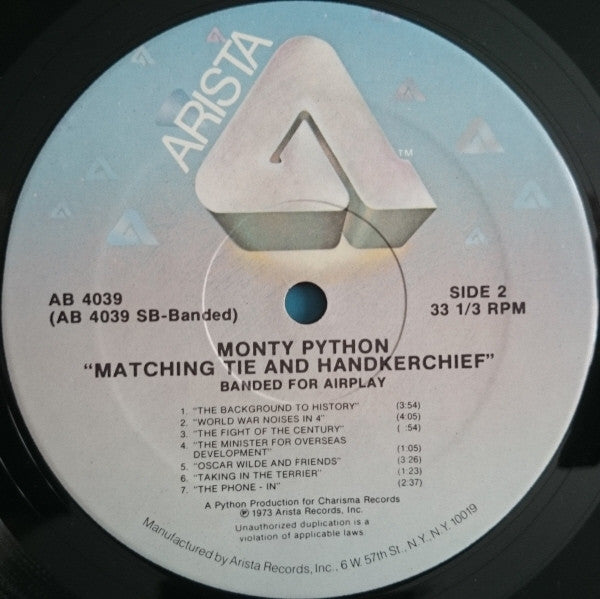 ARISTA
TM
AB 4039
(AB 4039 SB-Banded)
SIDE 2
33 1/3 RPM
MONTY PYTHON
"MATCHING TIE AND HANDKERCHIEF"
BANDED FOR AIRPLAY
1. "THE BACKGROUND TO HISTORY" (3:54)
2. "WORLD WAR NOISES IN 4" (4:05)
3. "THE FIGHT OF THE CENTURY" ( :54)
4. "THE MINISTER FOR OVERSEAS
DEVELOPMENT" (1:05)
5. "OSCAR WILDE AND FRIENDS" (3:26)
6. "TAKING IN THE TERRIER" (1:23)
7. "THE PHONE - IN" (2:37)
A Python Production for Charisma Records
℗ 1973 Arista Records, Inc.
Unauthorized duplication is a
violation of applicable laws
Manufactured by Arista Records, Inc., 6 W. 57th St., N.Y., N.Y. 10019